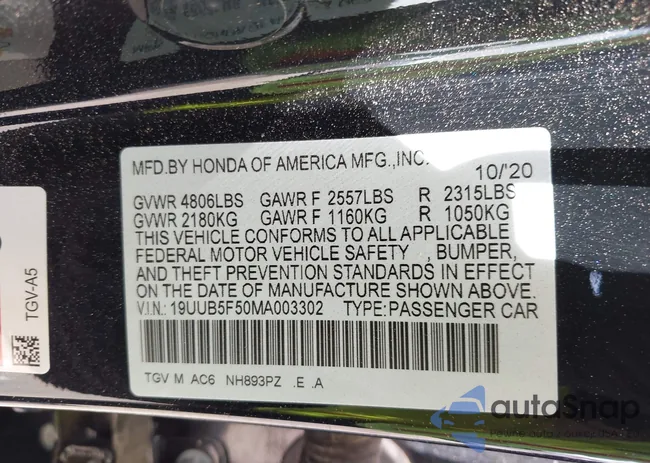 MFD.BY HONDA OF AMERICA MFG.,INC. 10/'20
GVWR 4806LBS GAWR F 2557LBS R 2315LBS
GVWR 2180KG GAWR F 1160KG R 1050KG
THIS VEHICLE CONFORMS TO ALL APPLICABLE
FEDERAL MOTOR VEHICLE SAFETY , BUMPER,
AND THEFT PREVENTION STANDARDS IN EFFECT
ON THE DATE OF MANUFACTURE SHOWN ABOVE.
V.I.N.: 19UUB5F50MA003302 TYPE:PASSENGER CAR
TGV M AC6 NH893PZ .E .A
TGV-A5
autoSnap